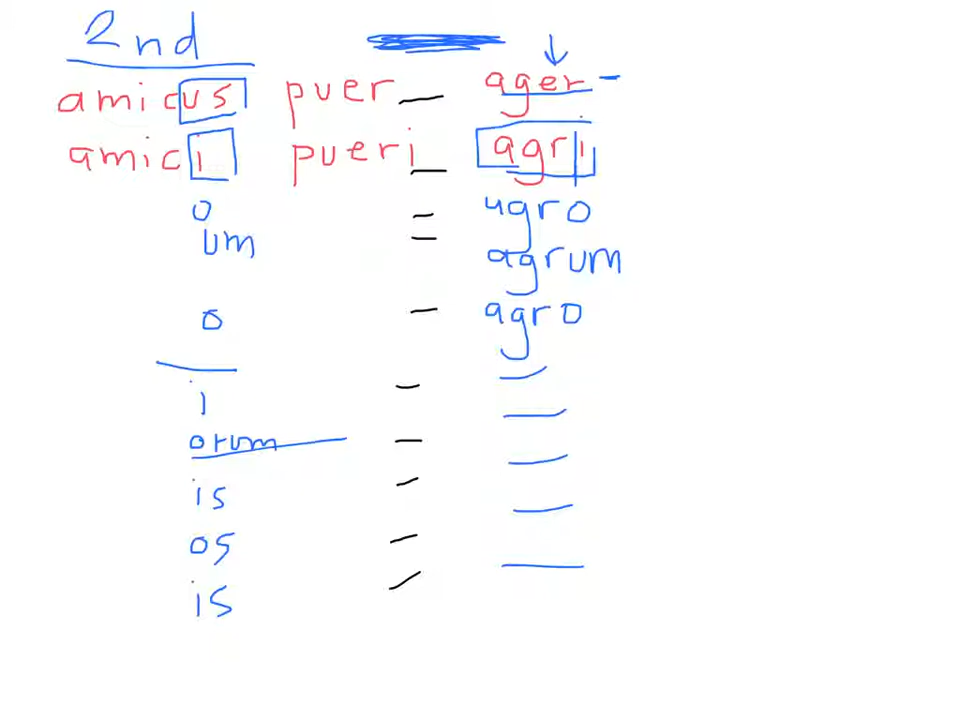 2nd
amicus puer ager
amici pueri agri
o agro
um agrum
o agro
i
orum
is
os
is